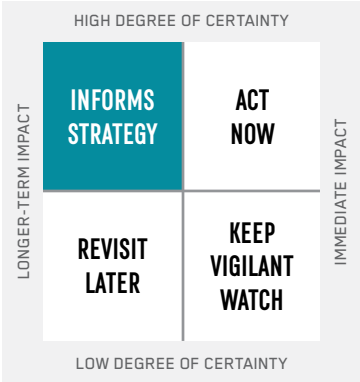 HIGH DEGREE OF CERTAINTY
LONGER-TERM IMPACT
INFORMS
STRATEGY
ACT
NOW
IMMEDIATE IMPACT
REVISIT
LATER
KEEP
VIGILANT
WATCH
LOW DEGREE OF CERTAINTY